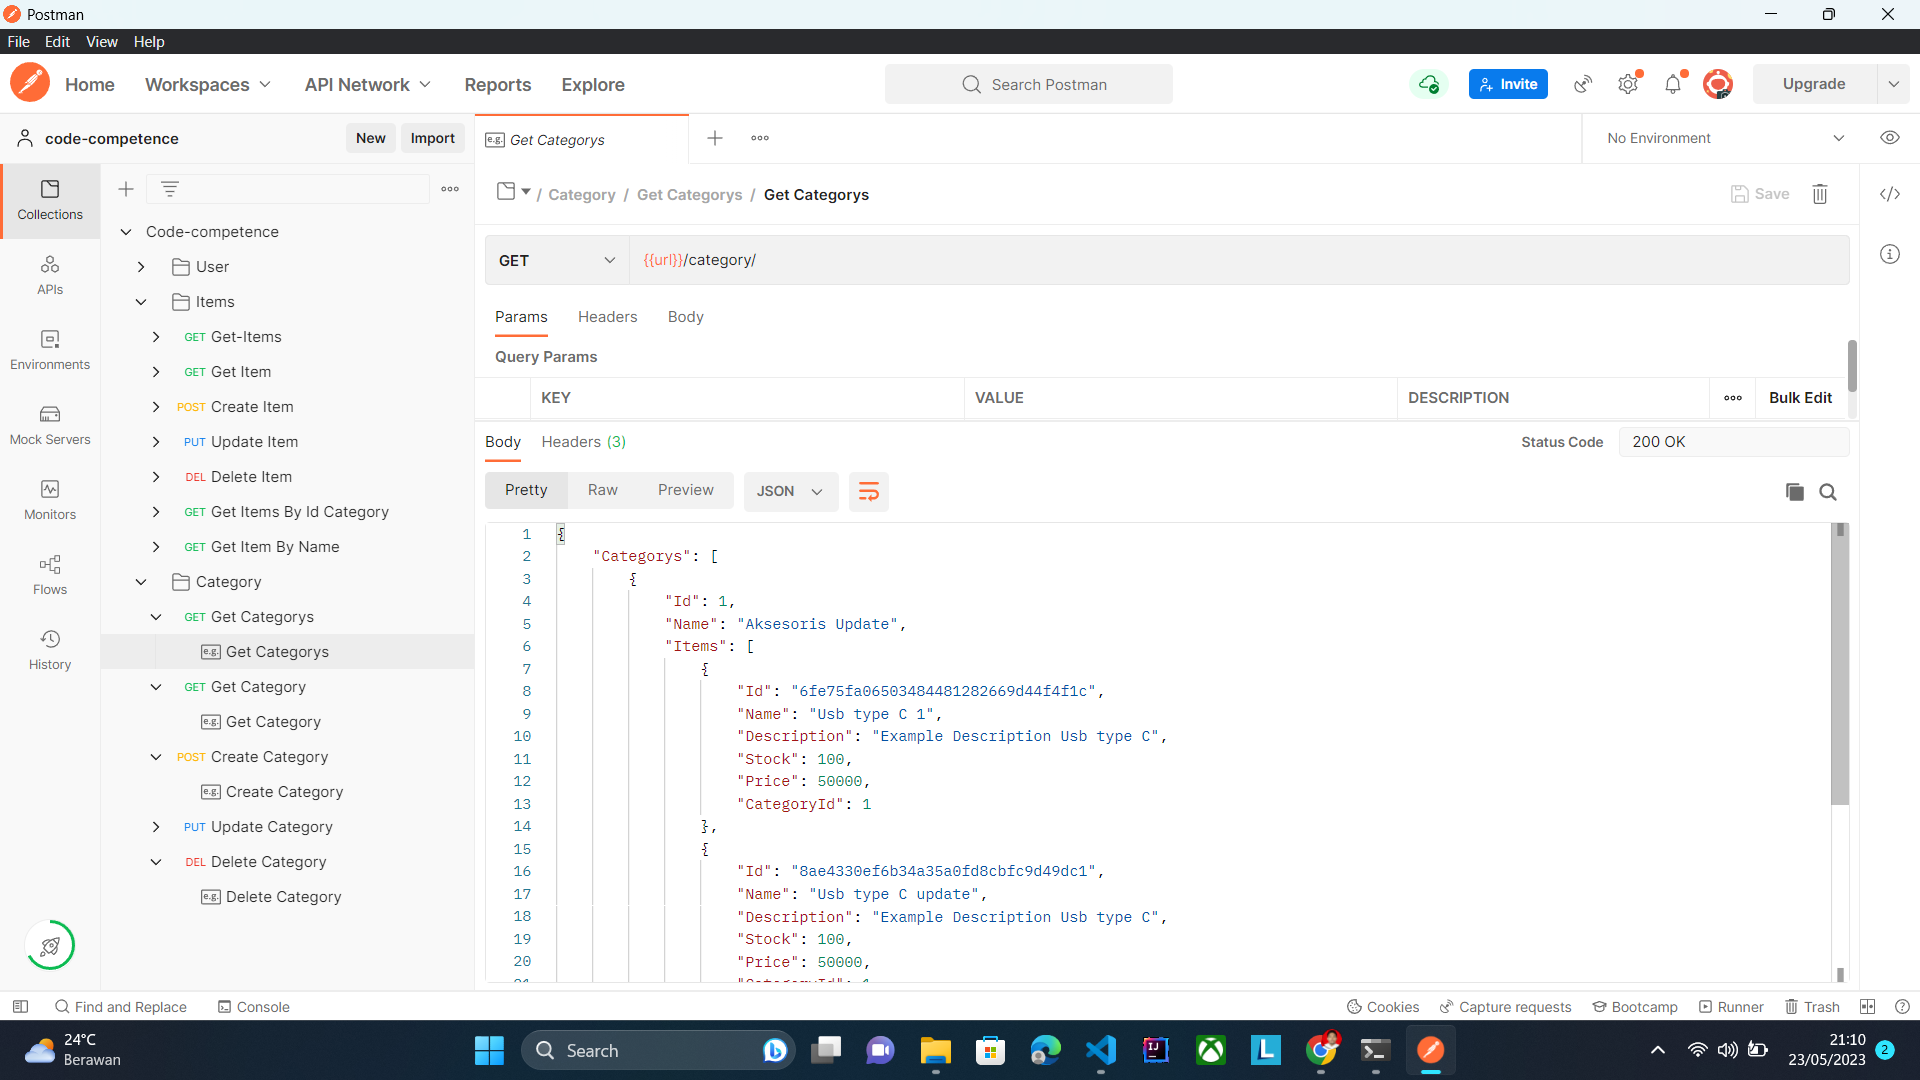 Postman
File Edit View Help
Home Workspaces API Network Reports Explore Search Postman Invite Upgrade
code-competence New Import
e.g. Get Categorys
No Environment
/ Category / Get Categorys / Get Categorys Save
GET {{url}}/category/
Params Headers Body
Query Params
KEY VALUE DESCRIPTION Bulk Edit
Body Headers (3) Status Code 200 OK
Pretty Raw Preview JSON
Collections
APIs
Environments
Mock Servers
Monitors
Flows
History
Code-competence
User
Items
GET Get-Items
GET Get Item
POST Create Item
PUT Update Item
DEL Delete Item
GET Get Items By Id Category
GET Get Item By Name
Category
GET Get Categorys
e.g. Get Categorys
GET Get Category
e.g. Get Category
POST Create Category
e.g. Create Category
PUT Update Category
DEL Delete Category
e.g. Delete Category
1 {
2 "Categorys": [
3 {
4 "Id": 1,
5 "Name": "Aksesoris Update",
6 "Items": [
7 {
8 "Id": "6fe75fa06503484481282669d44f4f1c",
9 "Name": "Usb type C 1",
10 "Description": "Example Description Usb type C",
11 "Stock": 100,
12 "Price": 50000,
13 "CategoryId": 1
14 },
15 {
16 "Id": "8ae4330ef6b34a35a0fd8cbfc9d49dc1",
17 "Name": "Usb type C update",
18 "Description": "Example Description Usb type C",
19 "Stock": 100,
20 "Price": 50000,
21 "CategoryId": 1
Find and Replace Console Cookies Capture requests Bootcamp Runner Trash
24°C
Berawan
Search
21:10
23/05/2023
2